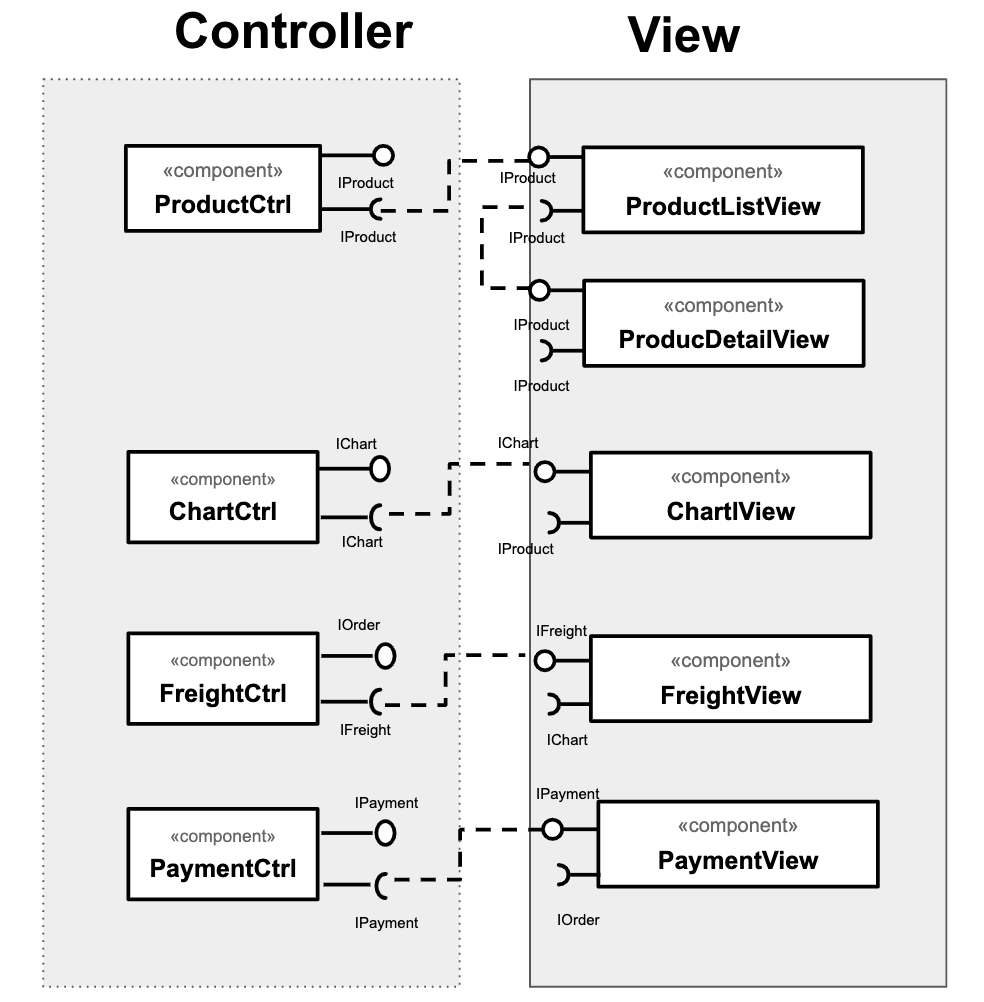 Controller
View
«component»
ProductCtrl
IProduct
IProduct
IProduct
«component»
ProductListView
IProduct
«component»
ProducDetailView
IProduct
IProduct
IChart
«component»
ChartCtrl
IChart
IChart
«component»
ChartIView
IProduct
IOrder
«component»
FreightCtrl
IFreight
IFreight
«component»
FreightView
IChart
IPayment
«component»
PaymentCtrl
IPayment
IPayment
«component»
PaymentView
IOrder